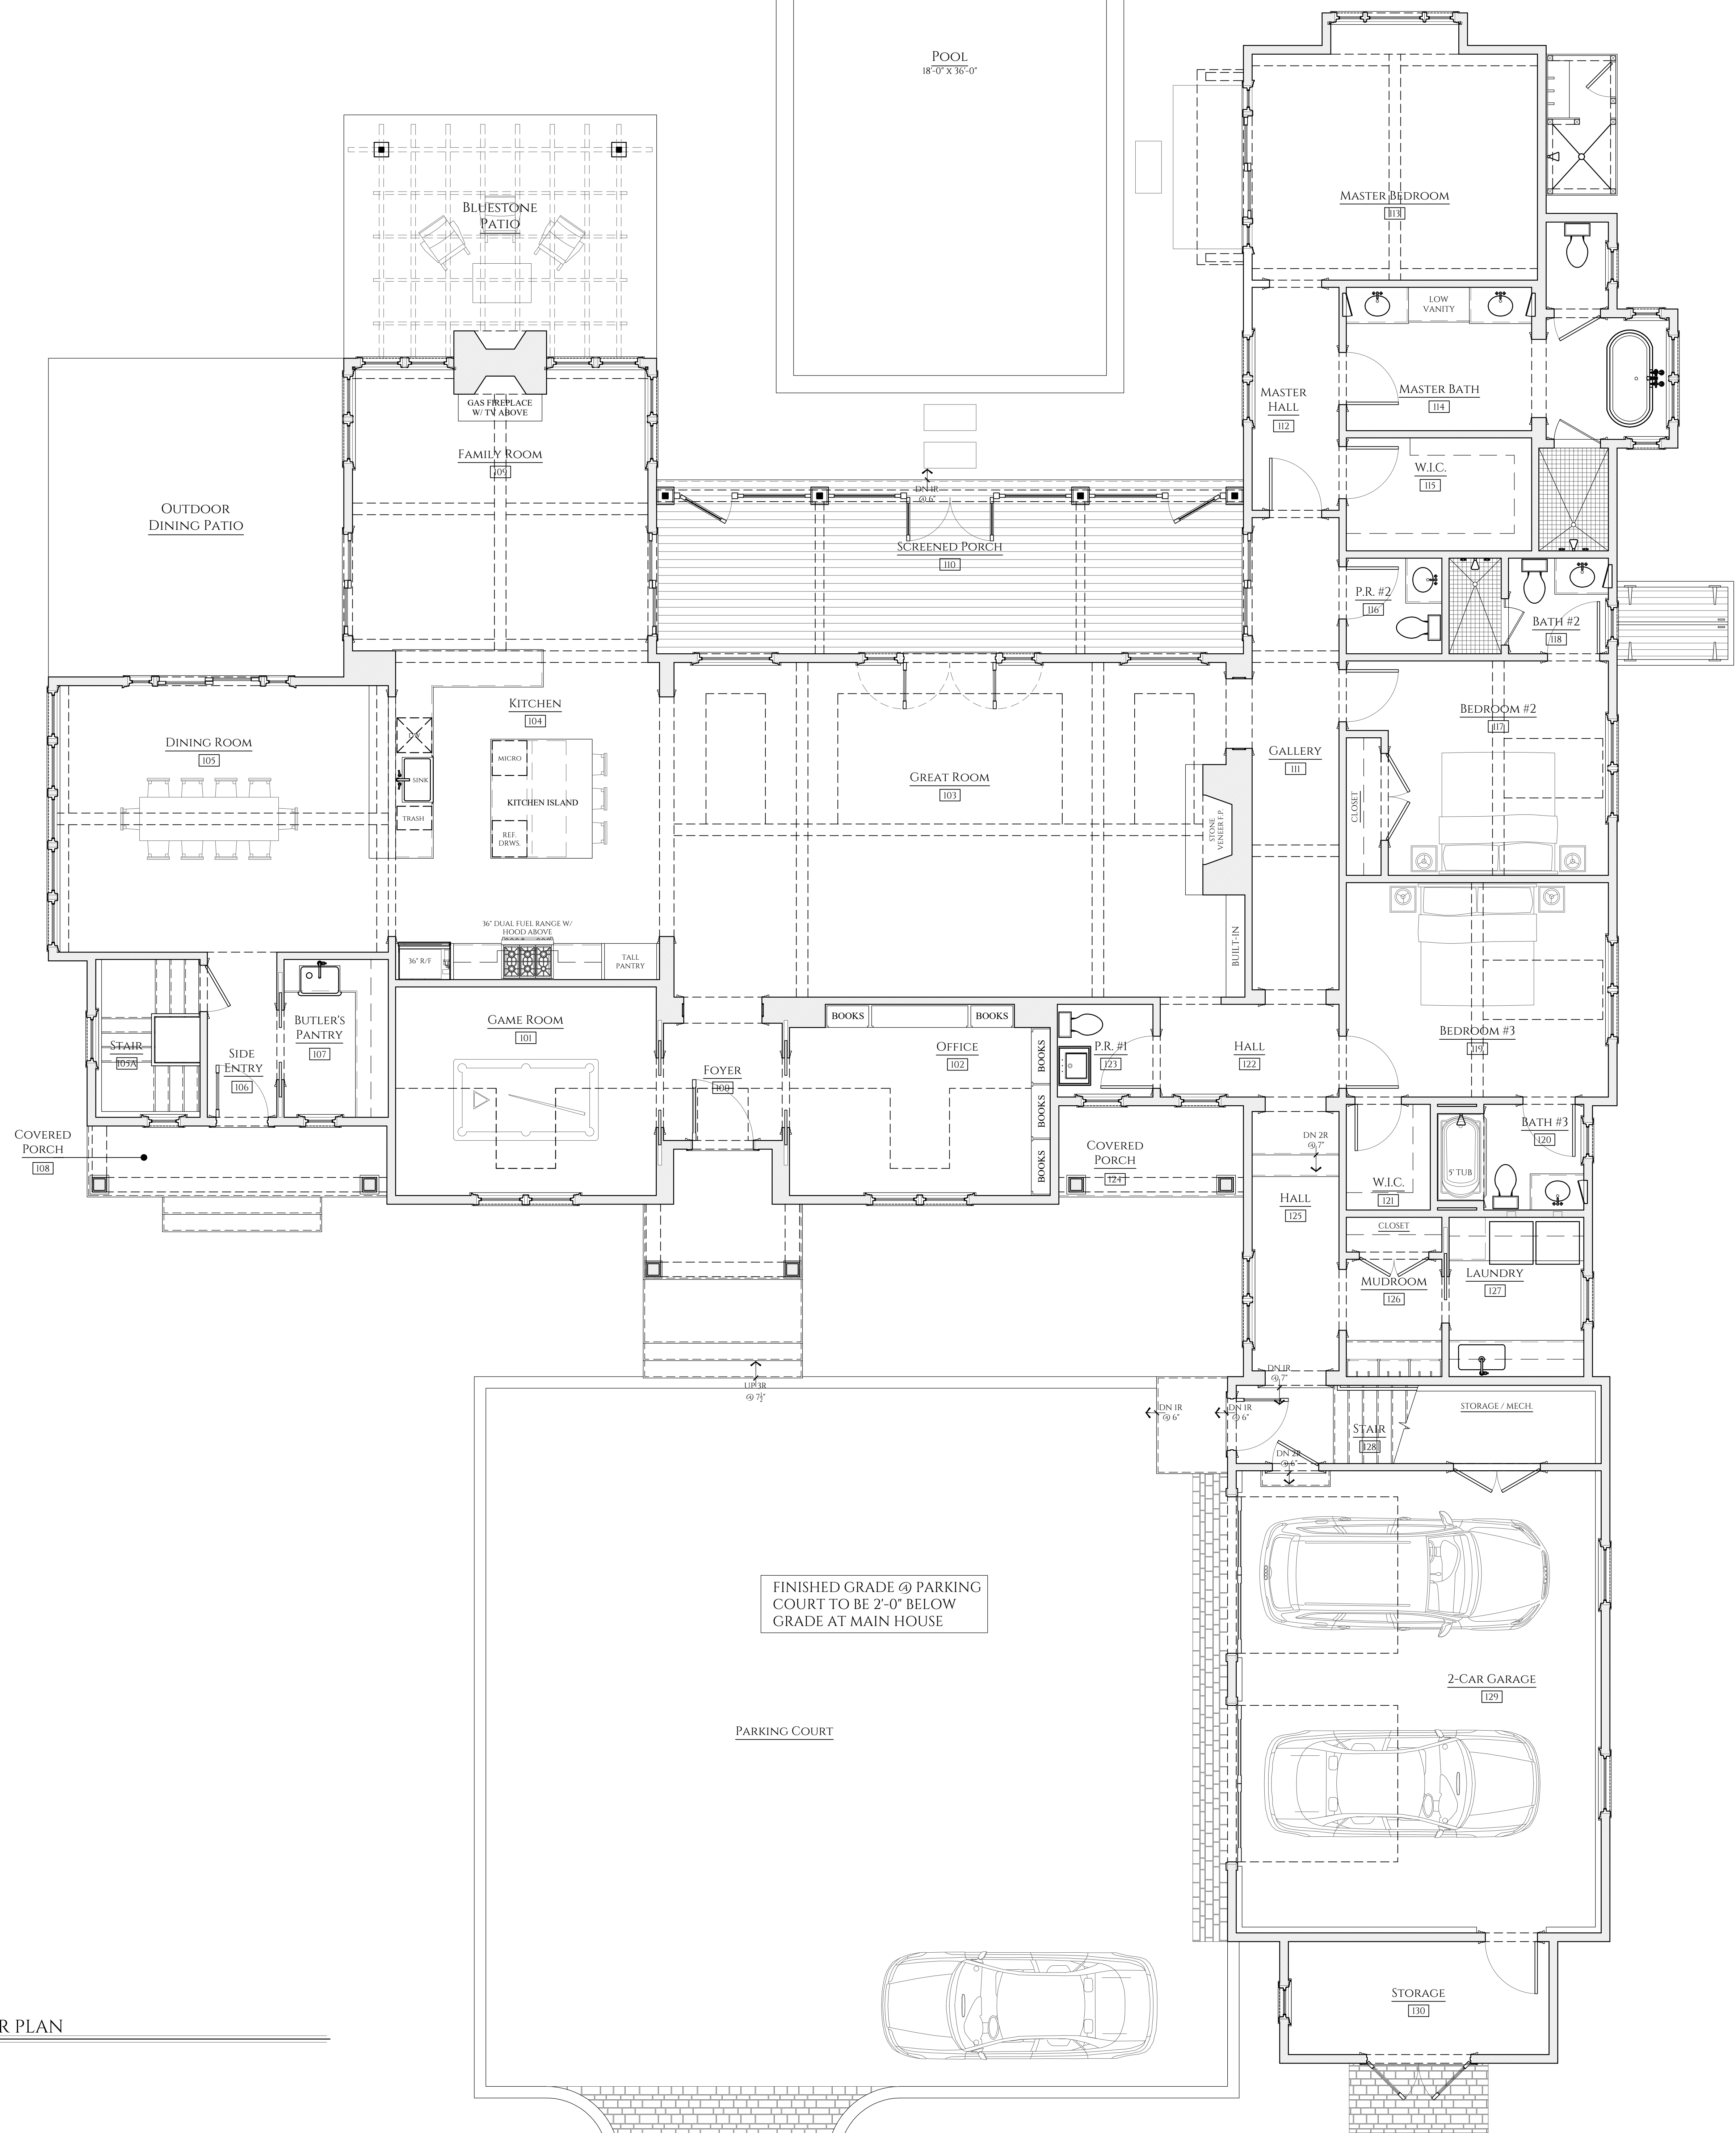 POOL
18'-0" X 36'-0"
BLUESTONE
PATIO
MASTER BEDROOM
113
LOW
VANITY
GAS FIREPLACE
W/ TV ABOVE
MASTER
HALL
112
MASTER BATH
114
FAMILY ROOM
109
W.I.C.
115
OUTDOOR
DINING PATIO
DN 1R
@ 6"
SCREENED PORCH
110
P.R. #2
116
BATH #2
118
KITCHEN
104
BEDROOM #2
117
DINING ROOM
105
MICRO
SINK
KITCHEN ISLAND
TRASH
REF.
DRWS.
GREAT ROOM
103
GALLERY
111
CLOSET
STONE
VENEER F.P.
36" DUAL FUEL RANGE W/
HOOD ABOVE
36" R/F
TALL
PANTRY
BUILT-IN
BUTLER'S
PANTRY
107
STAIR
105A
SIDE
ENTRY
106
GAME ROOM
101
FOYER
100
BOOKS
BOOKS
OFFICE
102
BOOKS
BOOKS
BOOKS
P.R. #1
123
HALL
122
BEDROOM #3
119
COVERED
PORCH
108
COVERED
PORCH
124
DN 2R
@ 7"
BATH #3
120
5' TUB
W.I.C.
121
HALL
125
CLOSET
MUDROOM
126
LAUNDRY
127
UP 3R
@ 7½"
DN 1R
@ 7"
DN 1R
@ 6"
DN 1R
@ 6"
STORAGE / MECH.
STAIR
128
DN 2R
@ 6"
FINISHED GRADE @ PARKING
COURT TO BE 2'-0" BELOW
GRADE AT MAIN HOUSE
2-CAR GARAGE
129
PARKING COURT
STORAGE
130
R PLAN